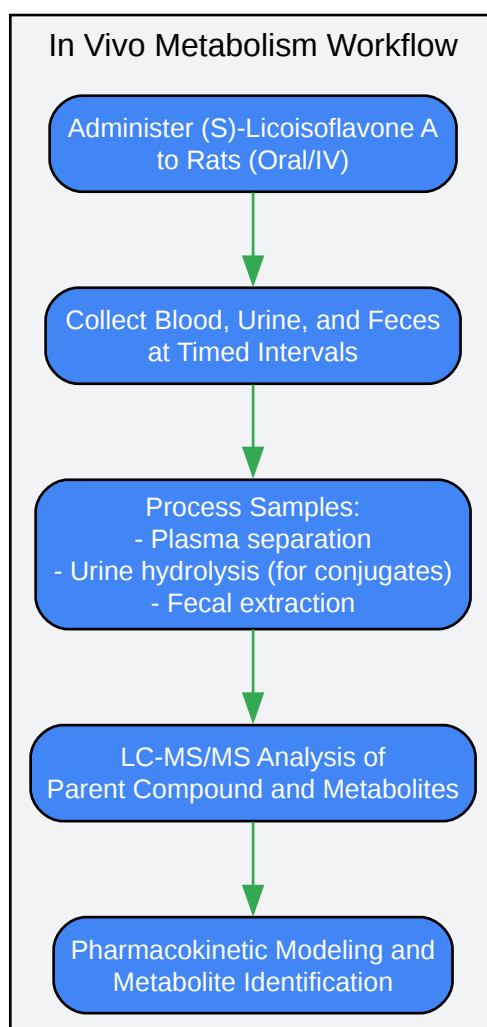 In Vivo Metabolism Workflow
Administer (S)-Licoisoflavone A
to Rats (Oral/IV)
Collect Blood, Urine, and Feces
at Timed Intervals
Process Samples:
- Plasma separation
- Urine hydrolysis (for conjugates)
- Fecal extraction
LC-MS/MS Analysis of
Parent Compound and Metabolites
Pharmacokinetic Modeling and
Metabolite Identification